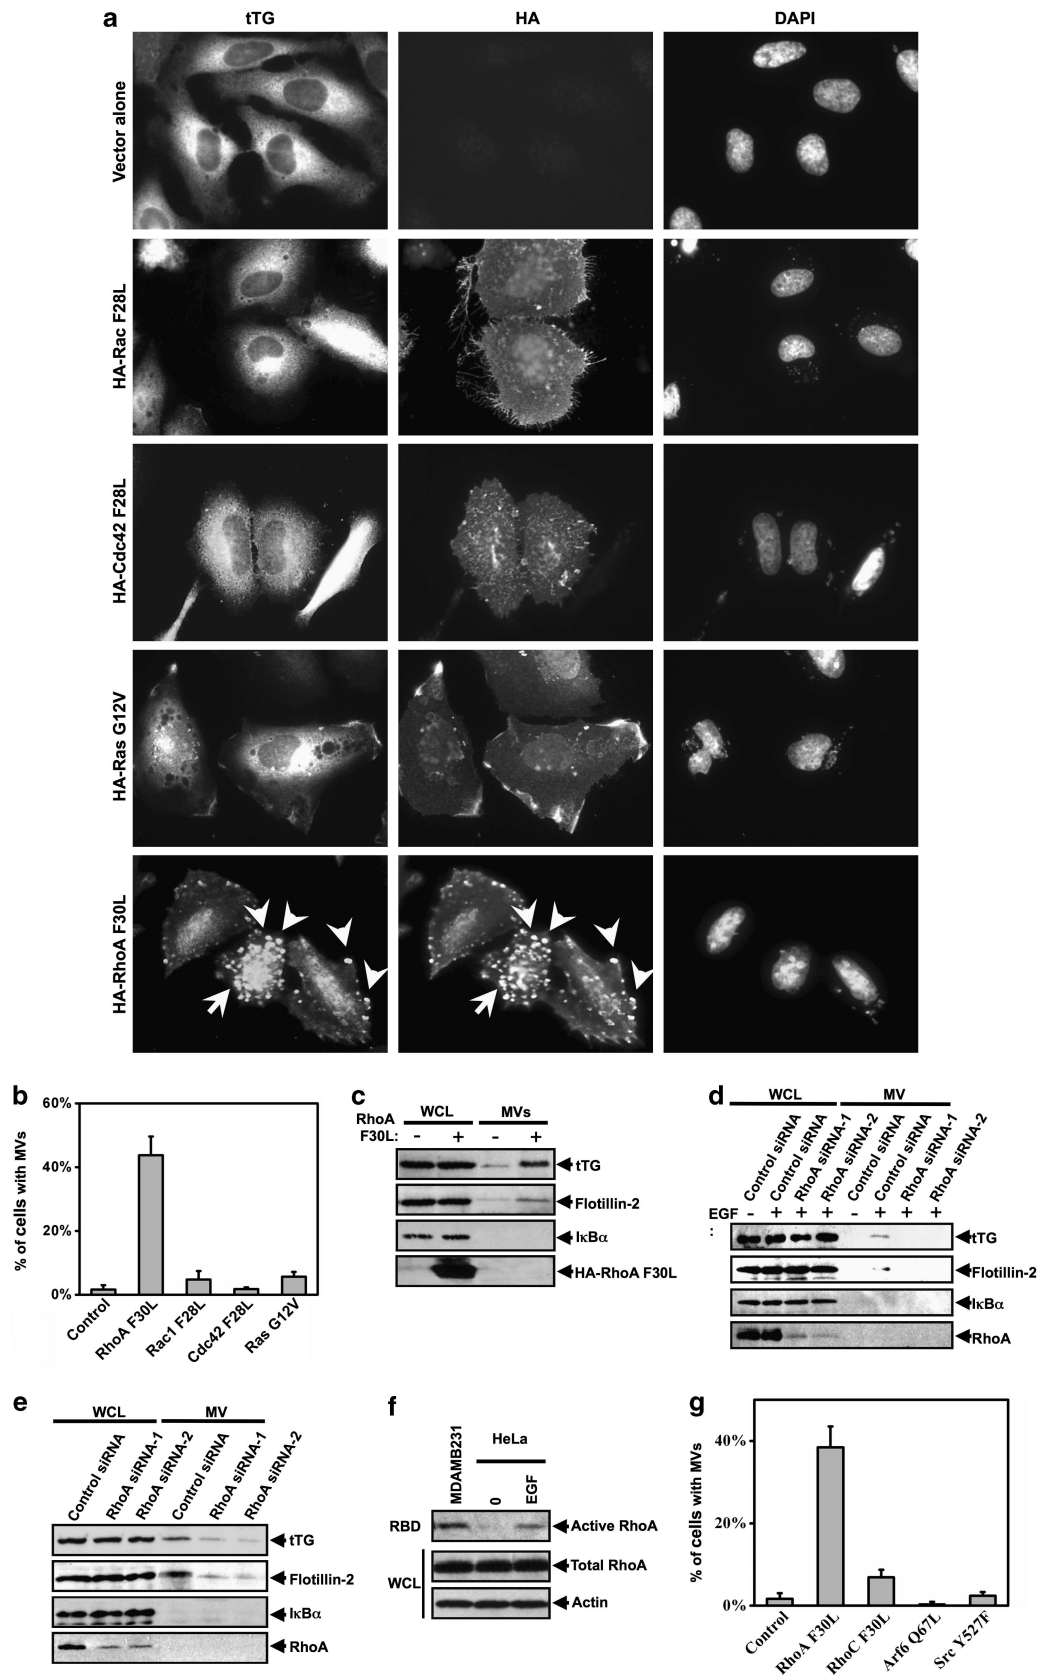 a
tTG HA DAPI
Vector alone
HA-Rac F28L
HA-Cdc42 F28L
HA-Ras G12V
HA-RhoA F30L
b
% of cells with MVs
60%
40%
20%
0%
Control RhoA F30L Rac1 F28L Cdc42 F28L Ras G12V
c
WCL MVs
RhoA
F30L: - + - +
tTG
Flotillin-2
IκBα
HA-RhoA F30L
d
WCL MV
Control siRNA Control siRNA RhoA siRNA-1 RhoA siRNA-2 Control siRNA Control siRNA RhoA siRNA-1 RhoA siRNA-2
EGF - + + + - + + +
:
tTG
Flotillin-2
IκBα
RhoA
e
WCL MV
Control siRNA RhoA siRNA-1 RhoA siRNA-2 Control siRNA RhoA siRNA-1 RhoA siRNA-2
tTG
Flotillin-2
IκBα
RhoA
f
HeLa
MDAMB231 0 EGF
RBD Active RhoA
WCL
Total RhoA
Actin
g
% of cells with MVs
40%
20%
0%
Control RhoA F30L RhoC F30L Arf6 Q67L Src Y527F